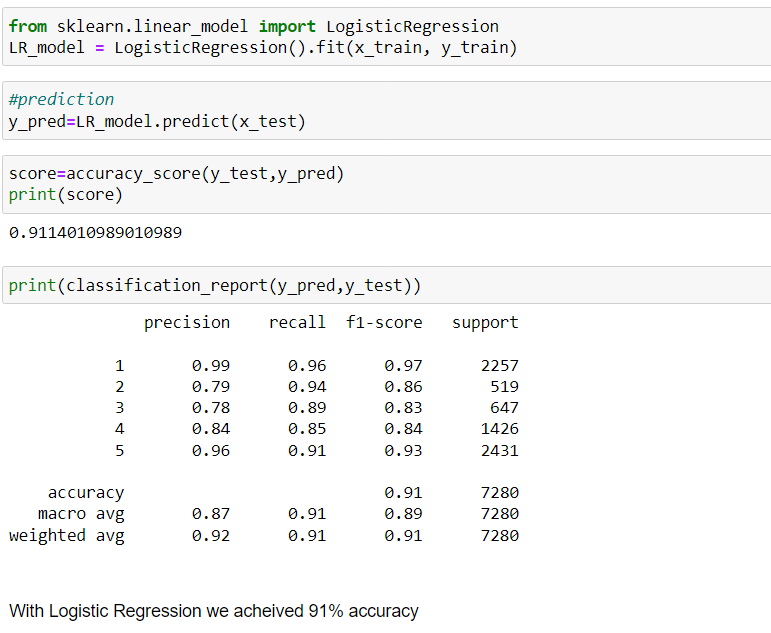 from sklearn.linear_model import LogisticRegression
LR_model = LogisticRegression().fit(x_train, y_train)
#prediction
y_pred=LR_model.predict(x_test)
score=accuracy_score(y_test,y_pred)
print(score)
0.9114010989010989
print(classification_report(y_pred,y_test))
precision recall f1-score support
1 0.99 0.96 0.97 2257
2 0.79 0.94 0.86 519
3 0.78 0.89 0.83 647
4 0.84 0.85 0.84 1426
5 0.96 0.91 0.93 2431
accuracy 0.91 7280
macro avg 0.87 0.91 0.89 7280
weighted avg 0.92 0.91 0.91 7280
With Logistic Regression we acheived 91% accuracy